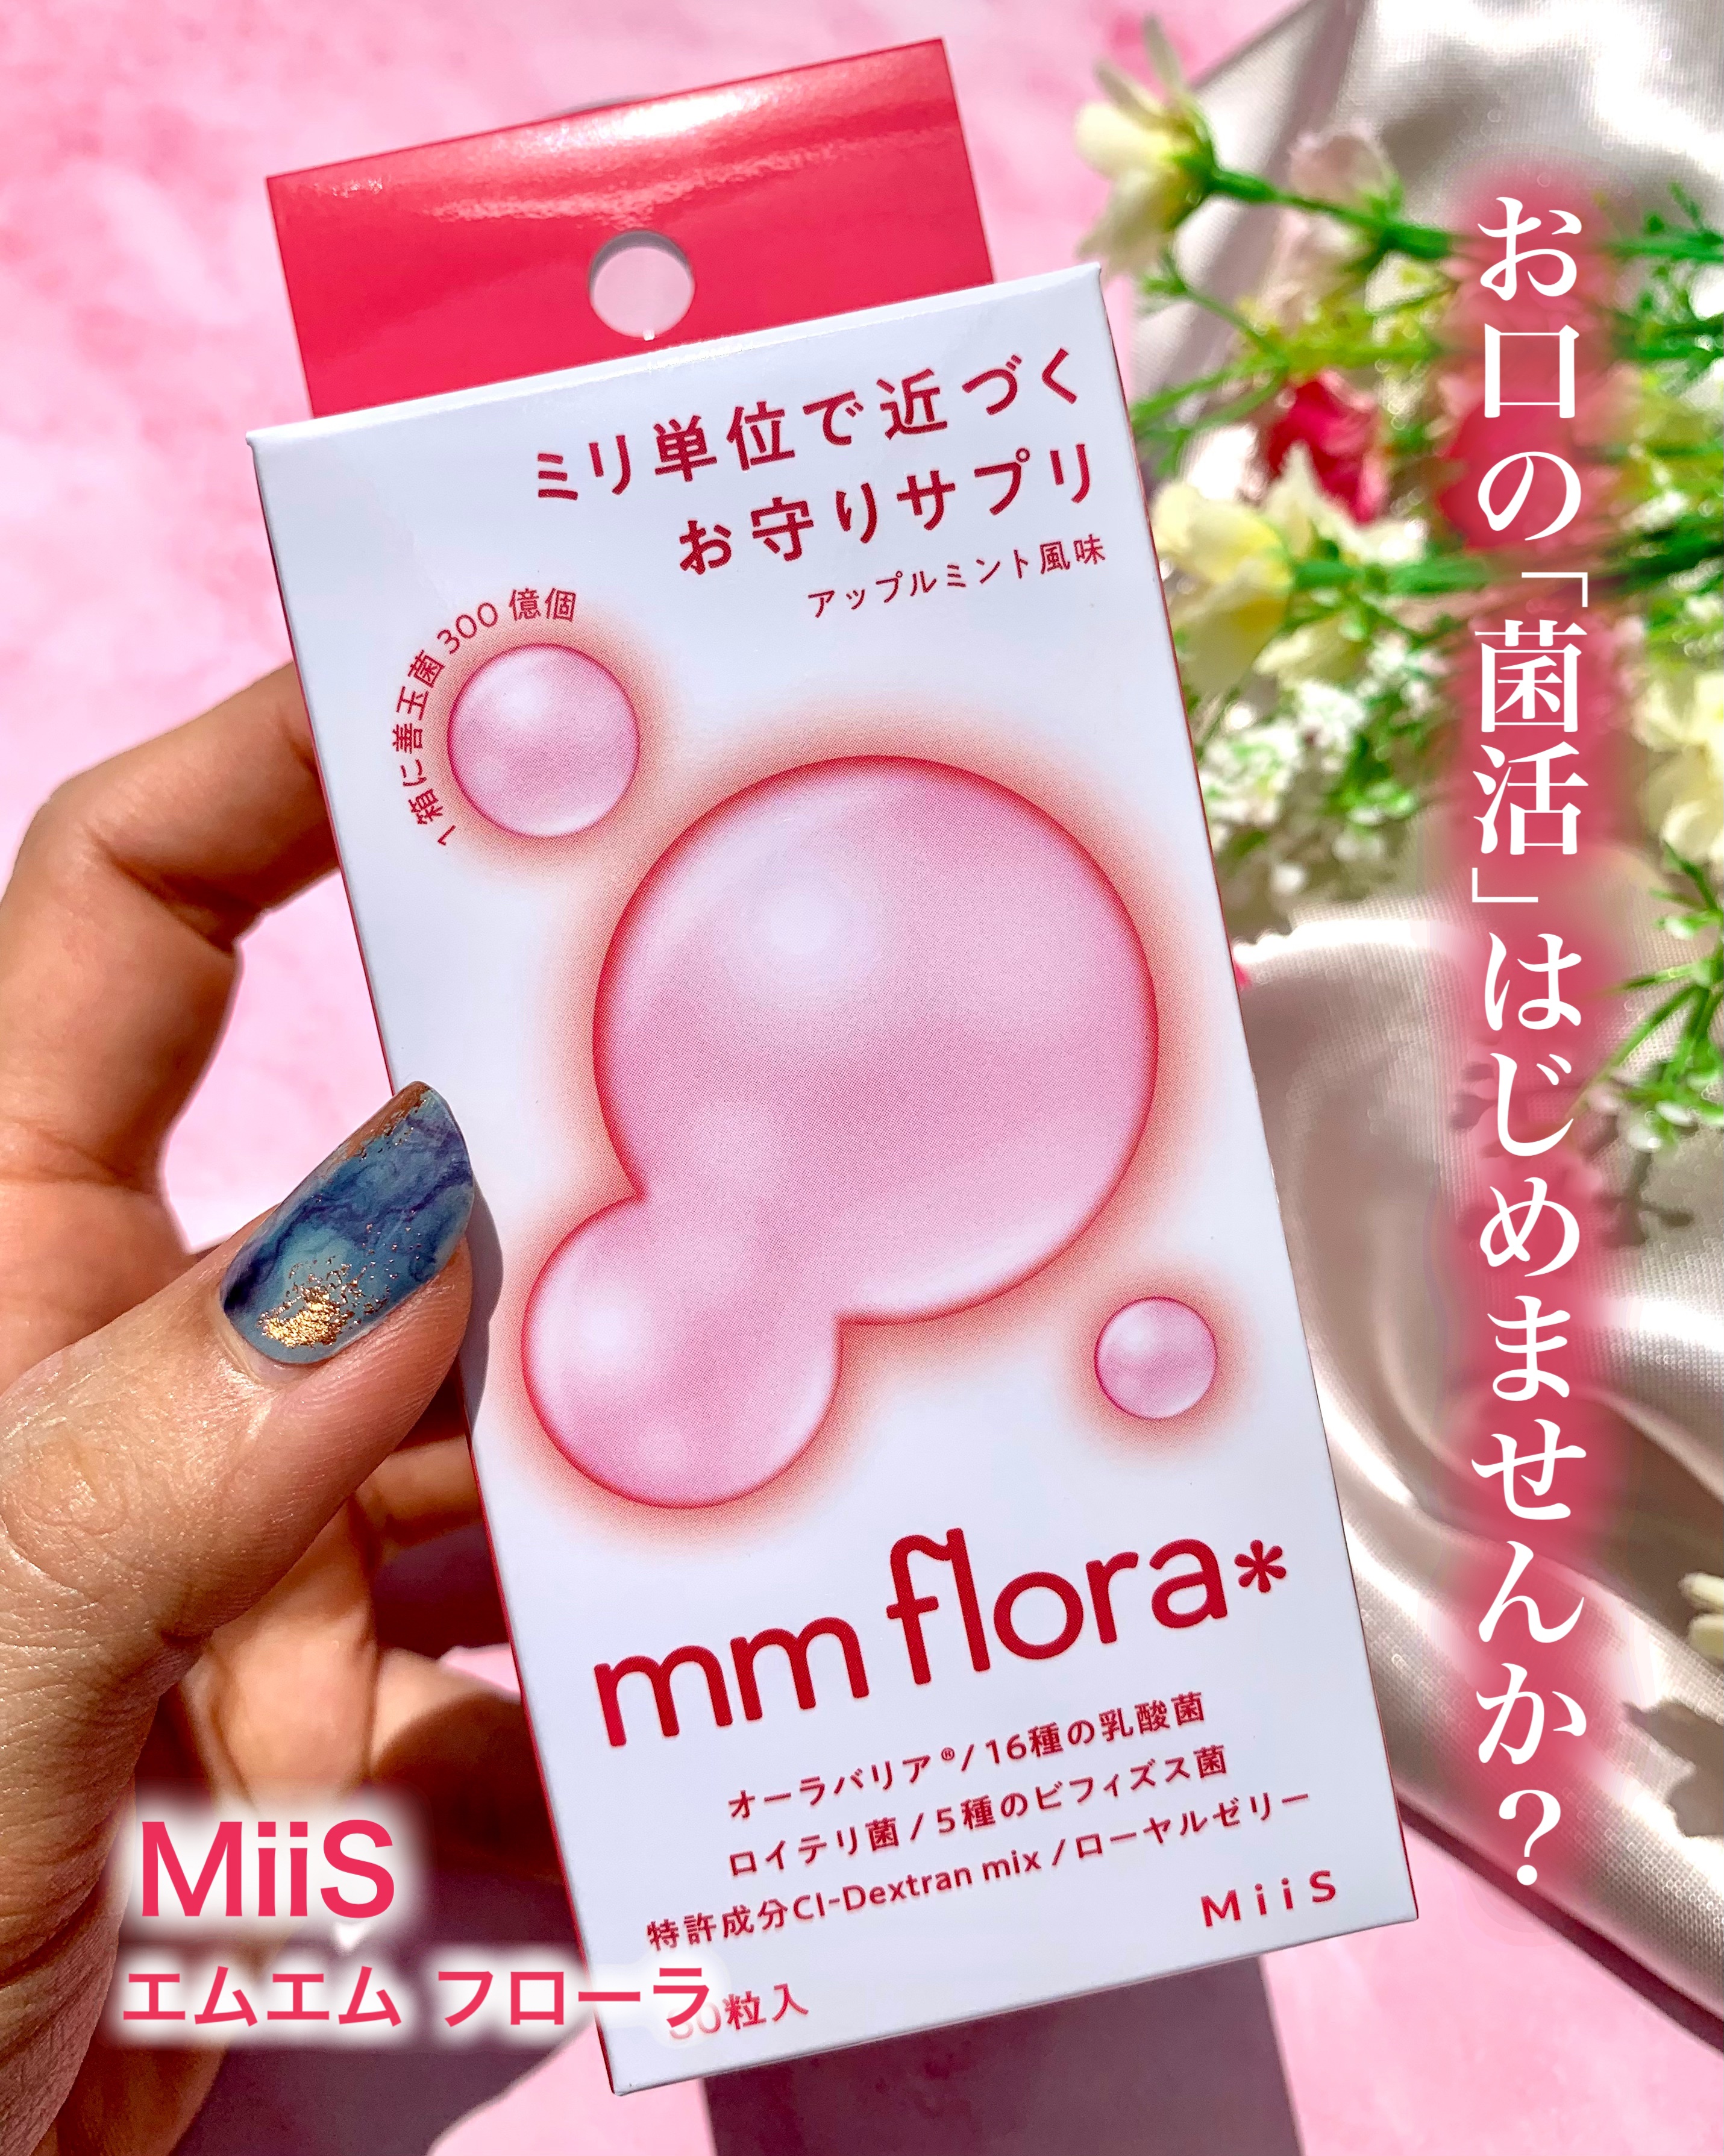 お口の「菌活」はじめませんか？
ミリ単位で近づく
お守りサプリ
アップルミント風味
1箱に善玉菌300億個
mm flora*
オーラバリア®/16種の乳酸菌
ロイテリ菌/5種のビフィズス菌
特許成分CI-Dextran mix/ローヤルゼリー
MiiS
粒入
MiiS
エムエム フローラ